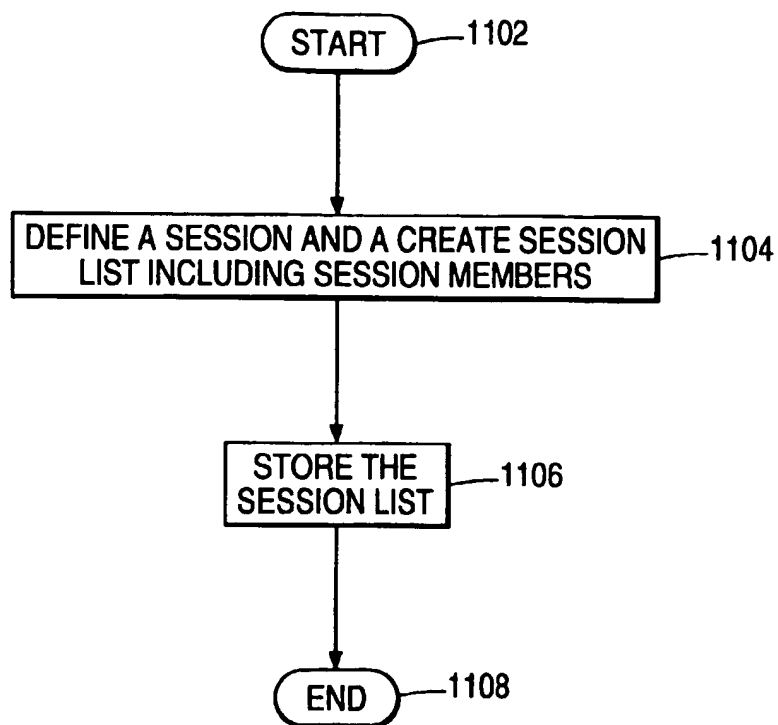 START
1102
DEFINE A SESSION AND A CREATE SESSION
LIST INCLUDING SESSION MEMBERS
1104
STORE THE
SESSION LIST
1106
END
1108